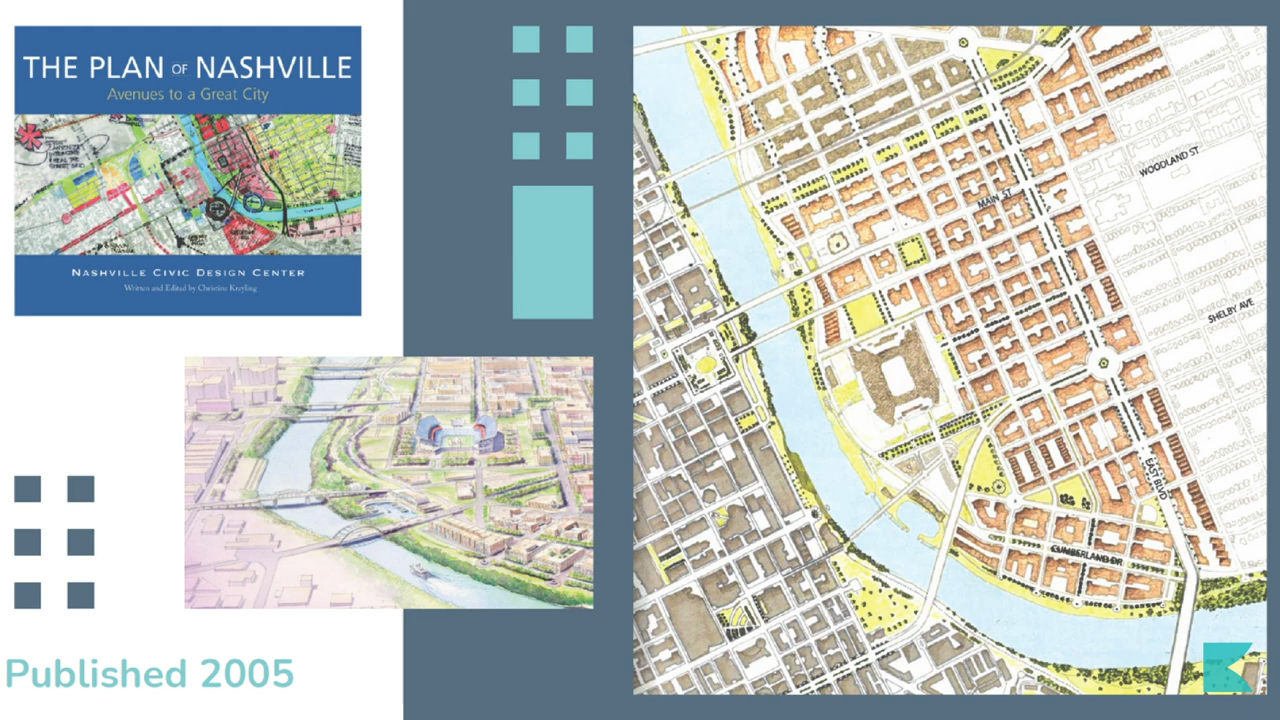 THE PLAN OF NASHVILLE
Avenues to a Great City
NASHVILLE CIVIC DESIGN CENTER
Written and Edited by Christine Kreyling
Published 2005
WOODLAND ST
MAIN ST
SHELBY AVE
EAST BLVD
CUMBERLAND DR